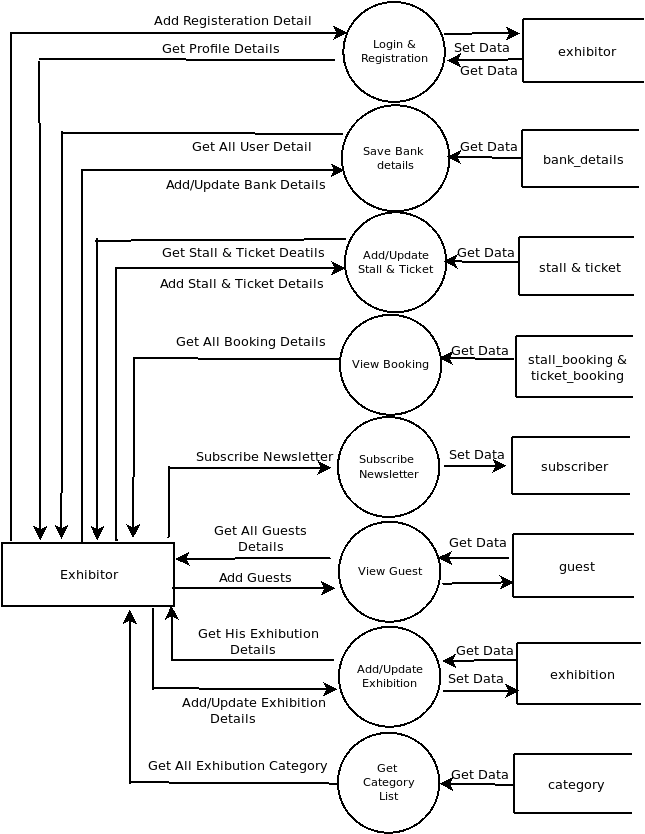 Add Registeration Detail
Get Profile Details
Login &
Registration
Set Data
Get Data
exhibitor
Get All User Detail
Add/Update Bank Details
Save Bank
details
Get Data
bank_details
Get Stall & Ticket Deatils
Add Stall & Ticket Details
Add/Update
Stall & Ticket
Get Data
stall & ticket
Get All Booking Details
View Booking
Get Data
stall_booking &
ticket_booking
Subscribe Newsletter
Subscribe
Newsletter
Set Data
subscriber
Get All Guests
Details
Add Guests
View Guest
Get Data
guest
Exhibitor
Get His Exhibution
Details
Add/Update Exhibition
Details
Add/Update
Exhibition
Get Data
Set Data
exhibition
Get All Exhibution Category
Get
Category
List
Get Data
category